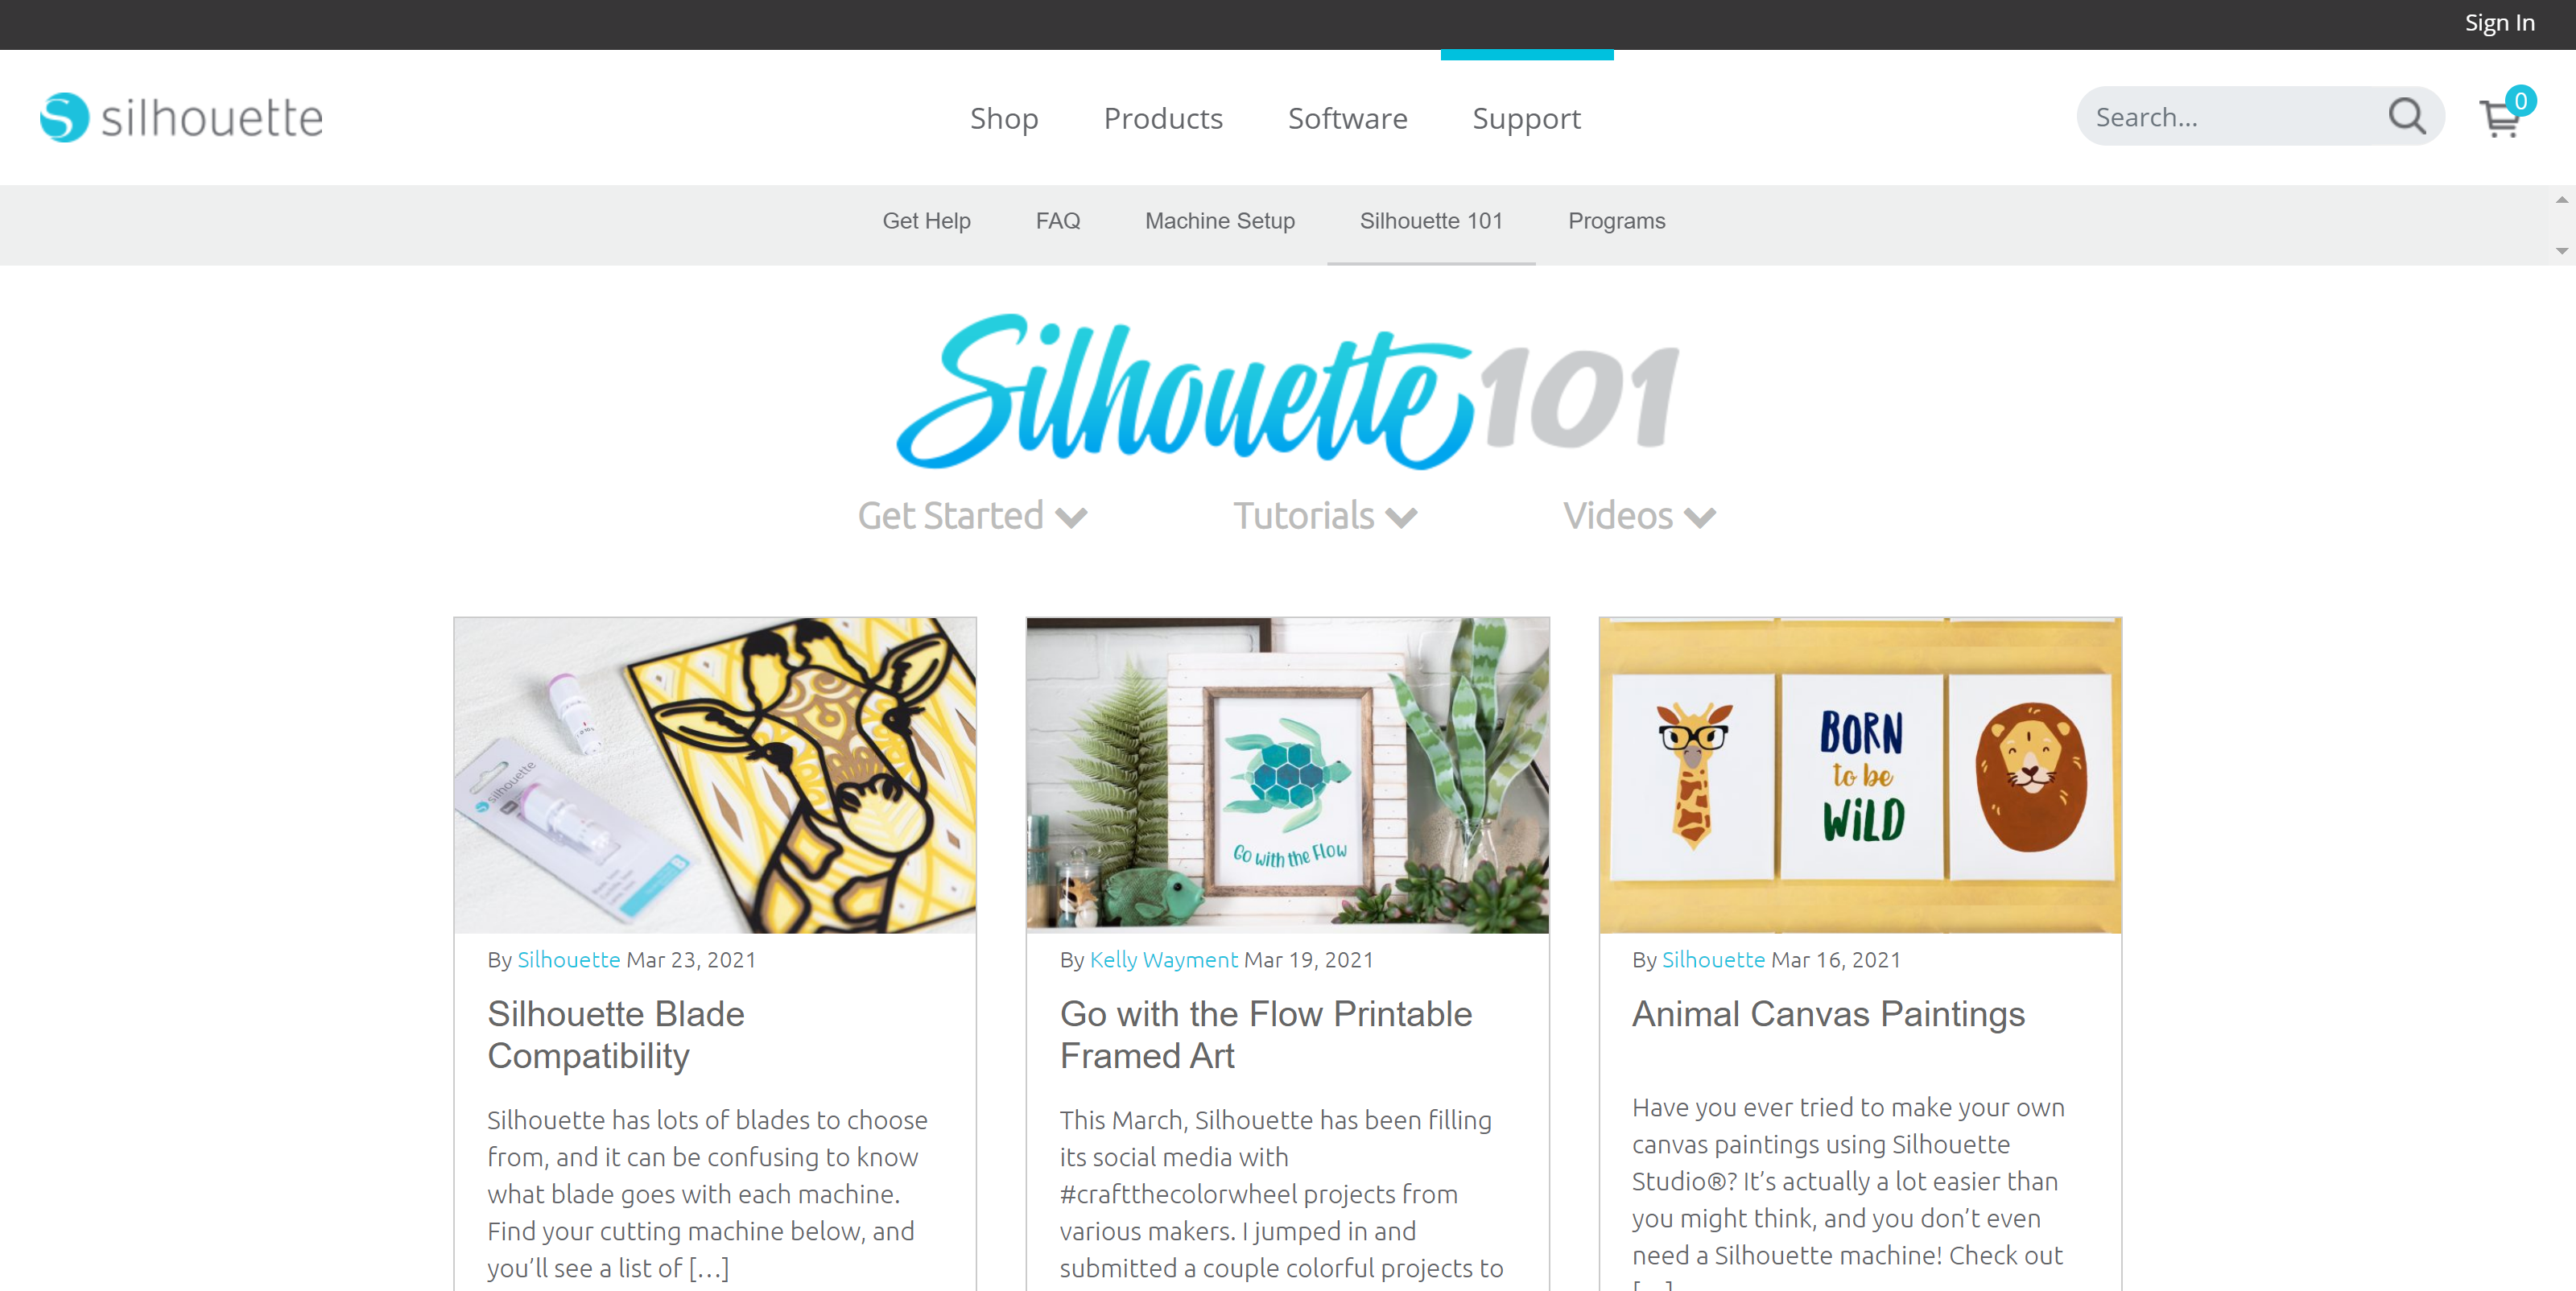 Sign In
silhouette
Shop
Products
Software
Support
Search...
0
Get Help
FAQ
Machine Setup
Silhouette 101
Programs
Silhouette 101
Get Started
Tutorials
Videos
silhouette
Go with the Flow
BORN
to be
WiLD
By Silhouette Mar 23, 2021
Silhouette Blade
Compatibility
Silhouette has lots of blades to choose
from, and it can be confusing to know
what blade goes with each machine.
Find your cutting machine below, and
you’ll see a list of […]
By Kelly Wayment Mar 19, 2021
Go with the Flow Printable
Framed Art
This March, Silhouette has been filling
its social media with
#craftthecolorwheel projects from
various makers. I jumped in and
submitted a couple colorful projects to
By Silhouette Mar 16, 2021
Animal Canvas Paintings
Have you ever tried to make your own
canvas paintings using Silhouette
Studio®? It’s actually a lot easier than
you might think, and you don’t even
need a Silhouette machine! Check out